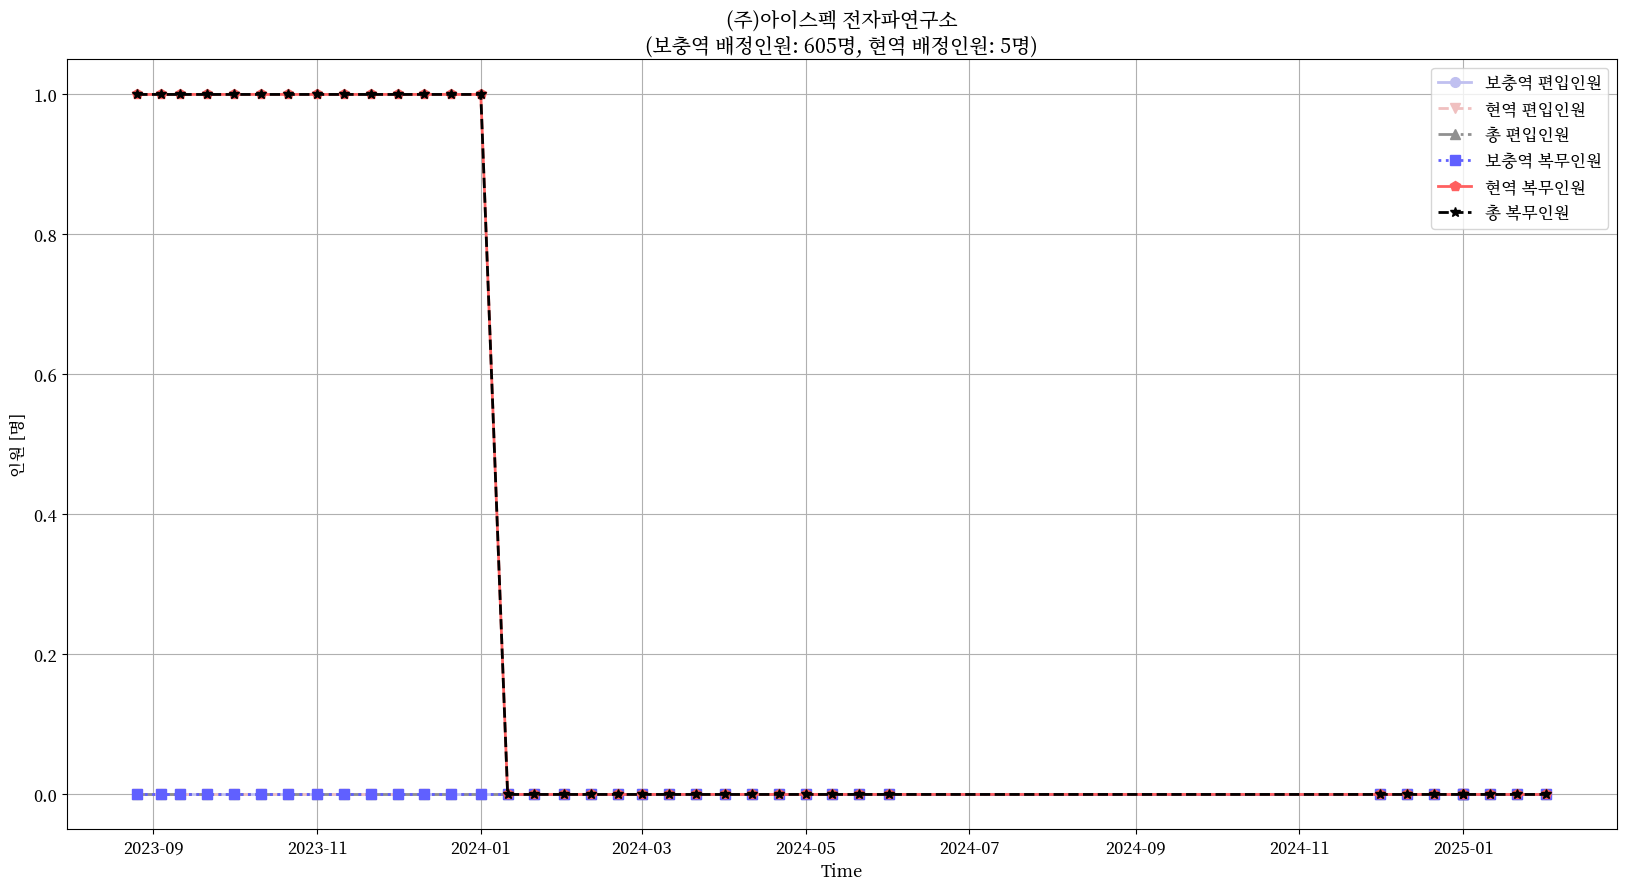 (주)아이스펙 전자파연구소
(보충역 배정인원: 605명, 현역 배정인원: 5명)
보충역 편입인원
현역 편입인원
총 편입인원
보충역 복무인원
현역 복무인원
총 복무인원
인원 [명]
1.0
0.8
0.6
0.4
0.2
0.0
2023-09 2023-11 2024-01 2024-03 2024-05 2024-07 2024-09 2024-11 2025-01
Time